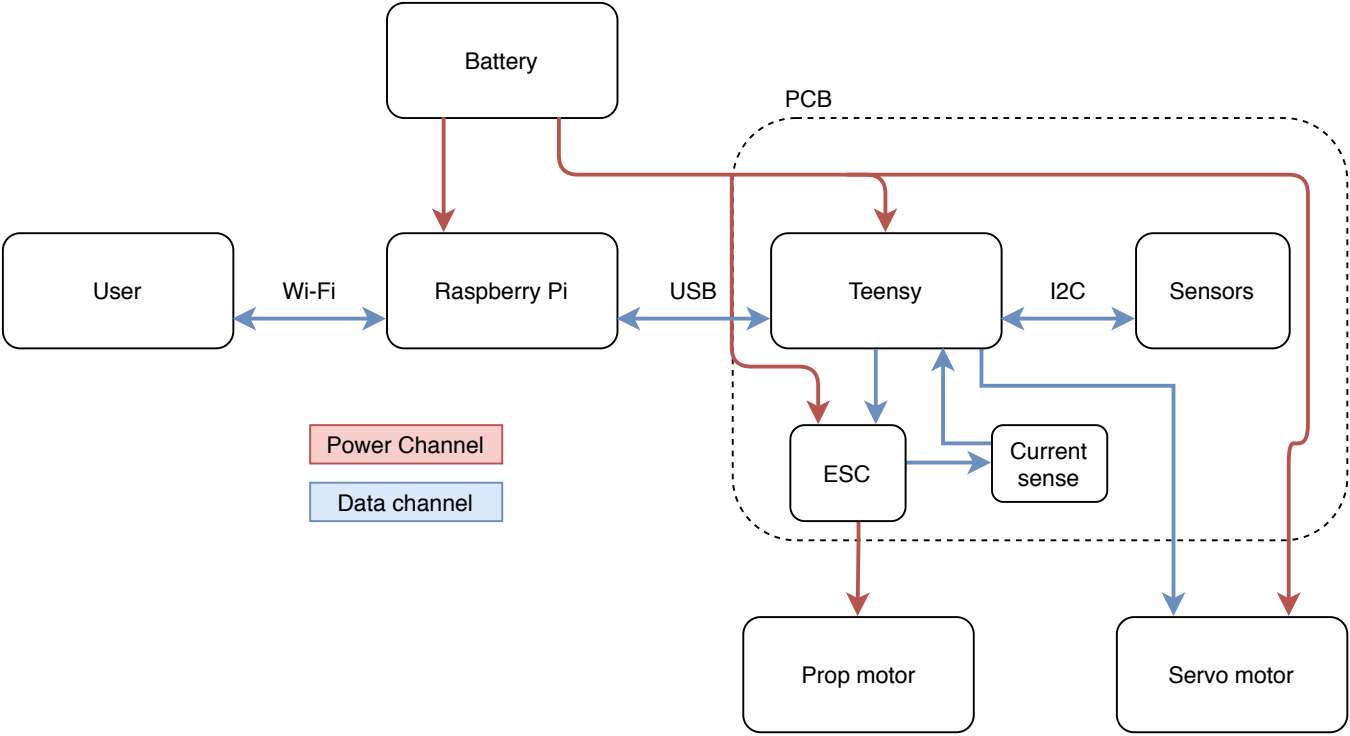 Battery
PCB
User
Wi-Fi
Raspberry Pi
USB
Teensy
I2C
Sensors
Power Channel
Data channel
ESC
Current
sense
Prop motor
Servo motor